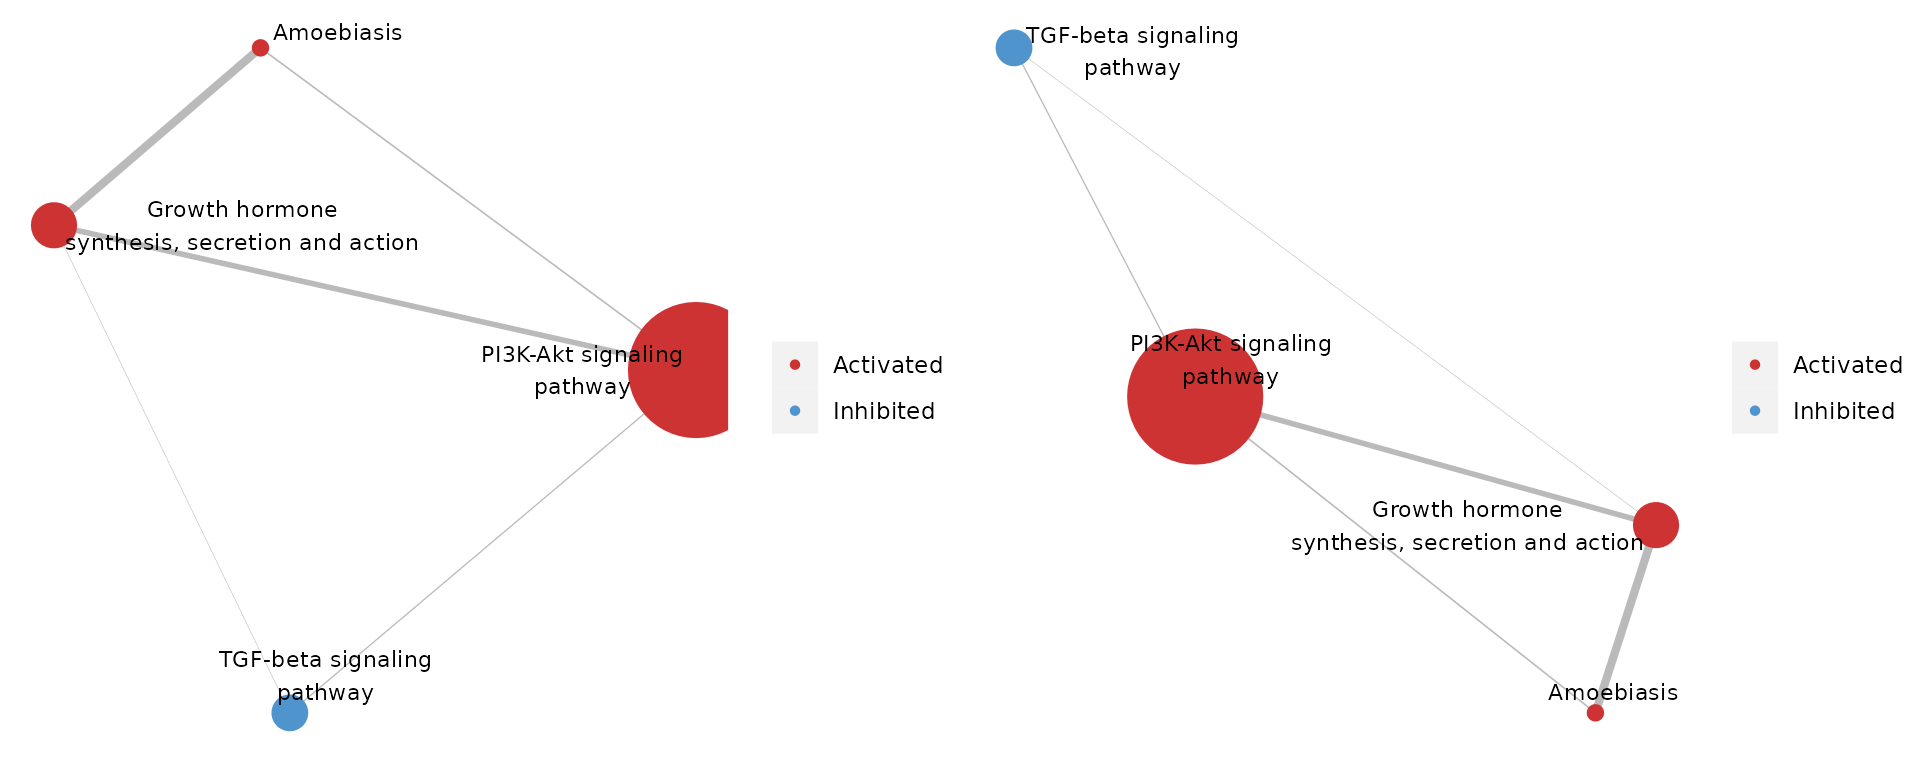 Amoebiasis
Growth hormone
synthesis, secretion and action
PI3K-Akt signaling
pathway
TGF-beta signaling
pathway
Activated
Inhibited
TGF-beta signaling
pathway
PI3K-Akt signaling
pathway
Growth hormone
synthesis, secretion and action
Amoebiasis
Activated
Inhibited